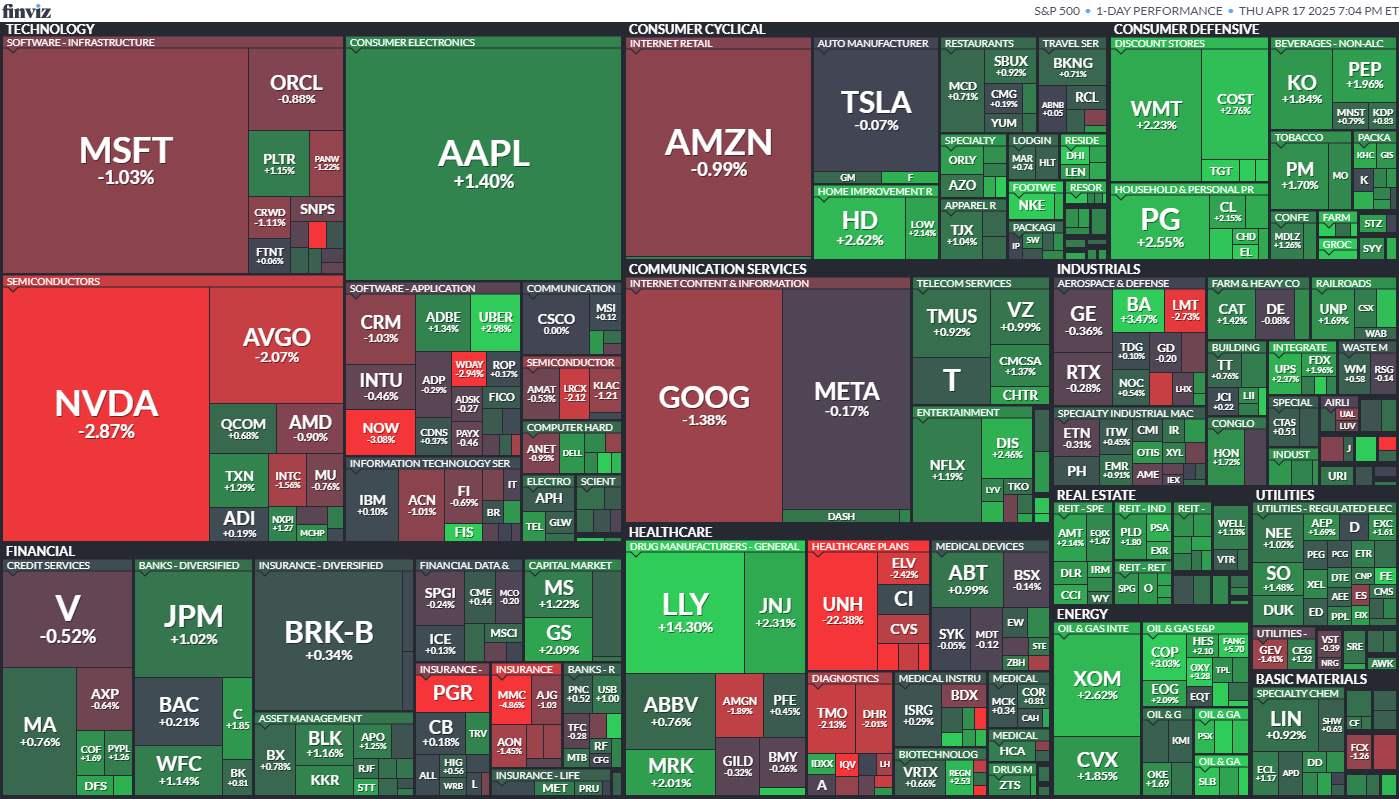 finviz
S&P 500 • 1-DAY PERFORMANCE • THU APR 17 2025 7:04 PM ET
TECHNOLOGY
SOFTWARE - INFRASTRUCTURE
MSFT
-1.03%
ORCL
-0.88%
PLTR
+1.15%
PANW
-1.22%
CRWD
-1.11%
SNPS
FTNT
+0.06%
CONSUMER ELECTRONICS
AAPL
+1.40%
SEMICONDUCTORS
NVDA
-2.87%
AVGO
-2.07%
QCOM
+0.68%
AMD
-0.90%
TXN
+1.29%
INTC
-1.56%
MU
-0.76%
ADI
+0.19%
NXPI
+1.27
MCHP
SOFTWARE - APPLICATION
CRM
-1.03%
ADBE
+1.34%
UBER
+2.98%
INTU
-0.46%
ADP
-0.29%
WDAY
-2.94%
ROP
+0.17%
ADSK
-0.27
FICO
NOW
-3.08%
CDNS
+0.37%
PAYX
-0.46
COMMUNICATION
CSCO
0.00%
MSI
+0.12
SEMICONDUCTOR
AMAT
-0.53%
LRCX
-2.12
KLAC
-1.21
COMPUTER HARD
ANET
-0.93%
DELL
INFORMATION TECHNOLOGY SER
IBM
+0.10%
ACN
-1.01%
FI
-0.69%
IT
BR
FIS
ELECTRO
APH
TEL
GLW
SCIENT
CONSUMER CYCLICAL
INTERNET RETAIL
AMZN
-0.99%
AUTO MANUFACTURER
TSLA
-0.07%
GM
F
HOME IMPROVEMENT R
HD
+2.62%
LOW
+2.14%
RESTAURANTS
MCD
+0.71%
SBUX
+0.92%
CMG
+0.19%
YUM
TRAVEL SER
BKNG
+0.71%
ABNB
+0.05
RCL
SPECIALTY
ORLY
AZO
LODGIN
MAR
+0.74
HLT
RESIDE
DHI
LEN
APPAREL R
TJX
+1.04%
FOOTWE
NKE
RESOR
PACKAGI
IP
SW
CONSUMER DEFENSIVE
DISCOUNT STORES
WMT
+2.23%
COST
+2.76%
TGT
BEVERAGES - NON-ALC
KO
+1.84%
PEP
+1.96%
MNST
+0.79%
KDP
+0.83
TOBACCO
PM
+1.70%
MO
PACKA
KHC
GIS
K
HOUSEHOLD & PERSONAL PR
PG
+2.55%
CL
+2.15%
CHD
EL
CONFE
MDLZ
+1.26%
FARM
GROC
STZ
SYY
COMMUNICATION SERVICES
INTERNET CONTENT & INFORMATION
GOOG
-1.38%
META
-0.17%
DASH
TELECOM SERVICES
TMUS
+0.92%
VZ
+0.99%
T
CMCSA
+1.37%
CHTR
ENTERTAINMENT
NFLX
+1.19%
DIS
+2.46%
LYV
TKO
INDUSTRIALS
AEROSPACE & DEFENSE
GE
-0.36%
BA
+3.47%
LMT
-2.73%
RTX
-0.28%
TDG
+0.10%
GD
-0.20
NOC
+0.54%
LHX
FARM & HEAVY CO
CAT
+1.42%
DE
-0.08%
RAILROADS
UNP
+1.69%
CSX
WAB
BUILDING
TT
+0.76%
JCI
+0.22
LII
INTEGRATE
UPS
+2.37%
FDX
+1.96%
WASTE M
WM
+0.58
RSG
-0.14
SPECIALTY INDUSTRIAL MAC
ETN
-0.31%
ITW
+0.45%
CMI
IR
OTIS
XYL
PH
EMR
+0.91%
AME
IEX
CONGLO
HON
+1.72%
SPECIAL
CTAS
+0.51
AIRLI
UAL
LUV
INDUST
J
URI
REAL ESTATE
REIT - SPE
AMT
+2.14%
EQIX
+1.47
DLR
IRM
CCI
WY
REIT - IND
PLD
+1.80
PSA
EXR
REIT - RET
SPG
O
REIT -
WELL
+1.13%
VTR
UTILITIES
UTILITIES - REGULATED ELEC
NEE
+1.02%
AEP
+1.69%
D
EXC
+1.61
PEG
PCG
ETR
SO
+1.48%
XEL
DTE
CNP
FE
AEE
ES
CMS
DUK
ED
PPL
EIX
UTILITIES -
GEV
-1.41%
CEG
+1.22
VST
-0.39
NRG
SRE
AWK
FINANCIAL
CREDIT SERVICES
V
-0.52%
MA
+0.76%
AXP
-0.64%
COF
+1.69
PYPL
+1.26
DFS
BANKS - DIVERSIFIED
JPM
+1.02%
BAC
+0.21%
C
+1.85
WFC
+1.14%
BK
+0.81
INSURANCE - DIVERSIFIED
BRK-B
+0.34%
ASSET MANAGEMENT
BX
+0.78%
BLK
+1.16%
APO
+1.25%
KKR
RJF
STT
FINANCIAL DATA &
SPGI
-0.24%
CME
+0.44
MCO
-0.20
ICE
+0.13%
MSCI
CAPITAL MARKET
MS
+1.22%
GS
+2.09%
INSURANCE -
PGR
CB
+0.18%
TRV
ALL
HIG
+0.56
WRB
L
INSURANCE
MMC
-4.86%
AJG
-1.03
AON
-1.45%
BANKS - R
PNC
+0.52
USB
+1.00
TFC
-0.28
RF
MTB
CFG
INSURANCE - LIFE
MET
PRU
HEALTHCARE
DRUG MANUFACTURERS - GENERAL
LLY
+14.30%
JNJ
+2.31%
ABBV
+0.76%
AMGN
-1.89%
PFE
+0.45%
MRK
+2.01%
GILD
-0.32%
BMY
-0.26%
HEALTHCARE PLANS
UNH
-22.38%
ELV
-2.42%
CI
CVS
MEDICAL DEVICES
ABT
+0.99%
BSX
-0.14%
SYK
-0.05%
MDT
-0.12
EW
STE
ZBH
DIAGNOSTICS
TMO
-2.13%
DHR
-2.01%
IDXX
IQV
LH
A
MEDICAL INSTRU
ISRG
+0.29%
BDX
MEDICAL
MCK
+0.34
COR
+0.81
CAH
BIOTECHNOLOG
VRTX
+0.66%
REGN
+2.53
MEDICAL
HCA
DRUG M
ZTS
ENERGY
OIL & GAS INTE
XOM
+2.62%
CVX
+1.85%
OIL & GAS E&P
COP
+3.03%
HES
+2.10
FANG
+5.70
EOG
+2.09%
OXY
+3.28
TPL
EQT
OIL & G
KMI
OKE
+1.69
OIL & GA
PSX
OIL & GA
SLB
BASIC MATERIALS
SPECIALTY CHEM
LIN
+0.92%
SHW
+0.63
ECL
+1.17
APD
DD
CF
FCX
-1.26